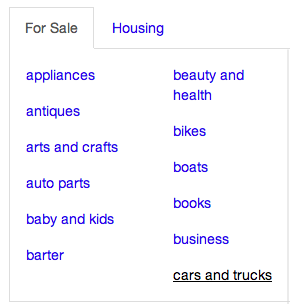 For Sale
Housing
appliances
antiques
arts and crafts
auto parts
baby and kids
barter
beauty and
health
bikes
boats
books
business
cars and trucks